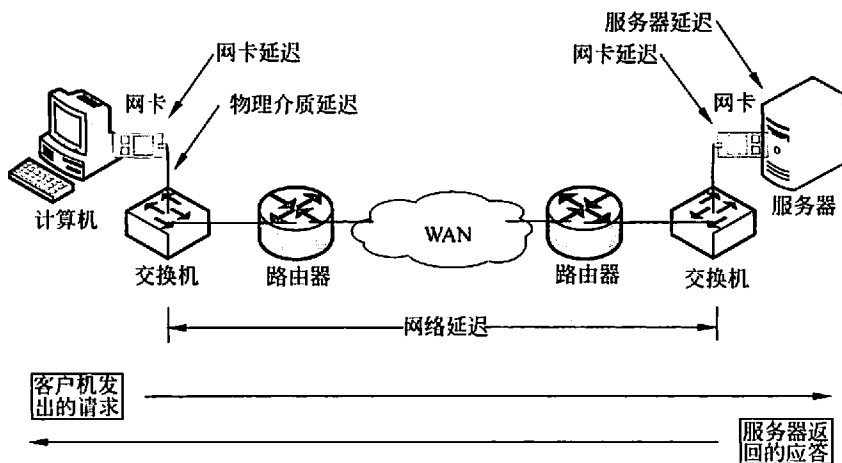 服务器延迟
网卡延迟
网卡延迟
网卡
物理介质延迟
网卡
计算机
服务器
WAN
交换机
路由器
路由器
交换机
网络延迟
客户机发
出的请求
服务器返
回的应答